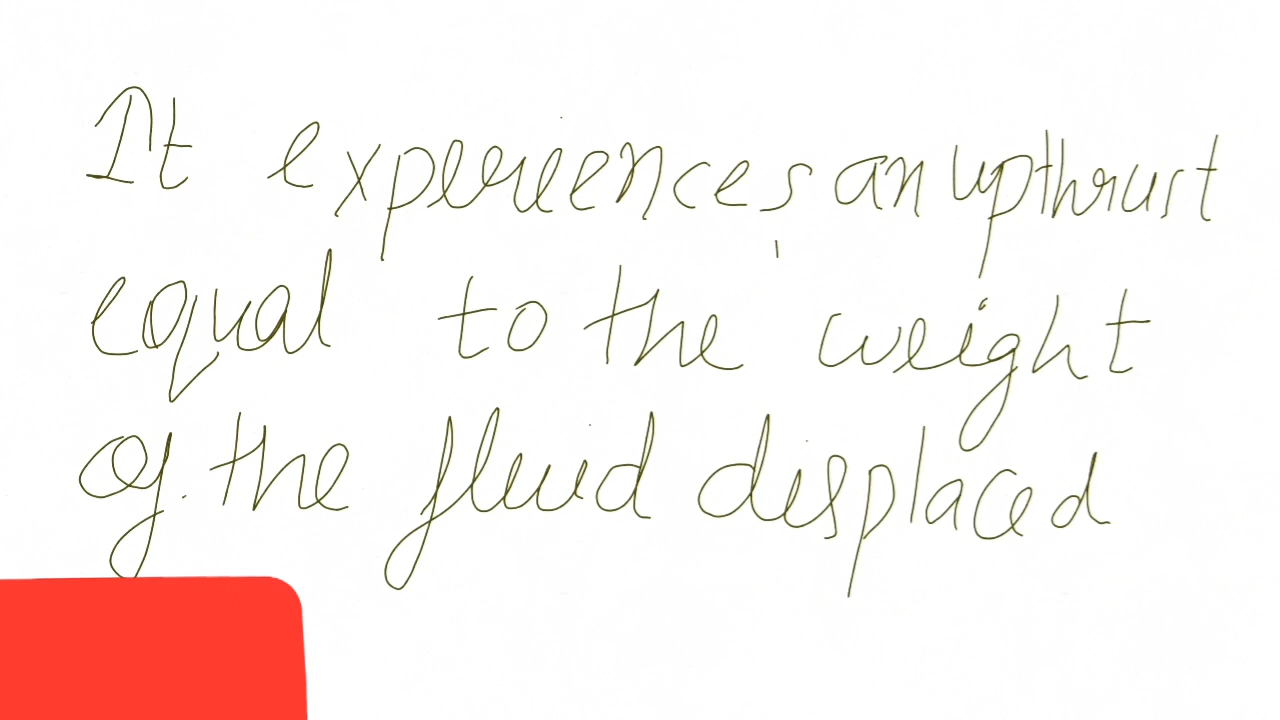 It experiences an upthrust
equal to the weight
of the fluid displaced